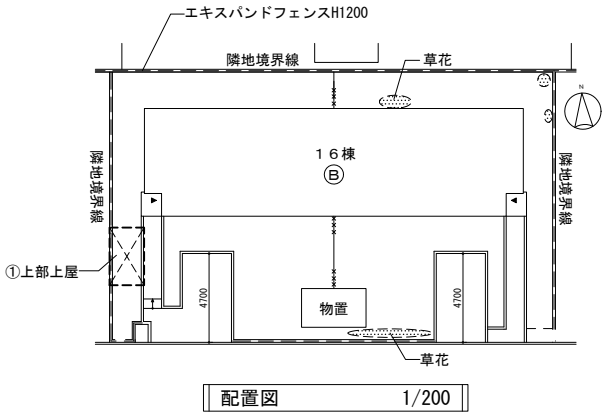 エキスパンドフェンスH1200
隣地境界線
草花
N
16棟
B
隣地境界線
隣地境界線
①上部上屋
4700
物置
4700
草花
配置図 1/200